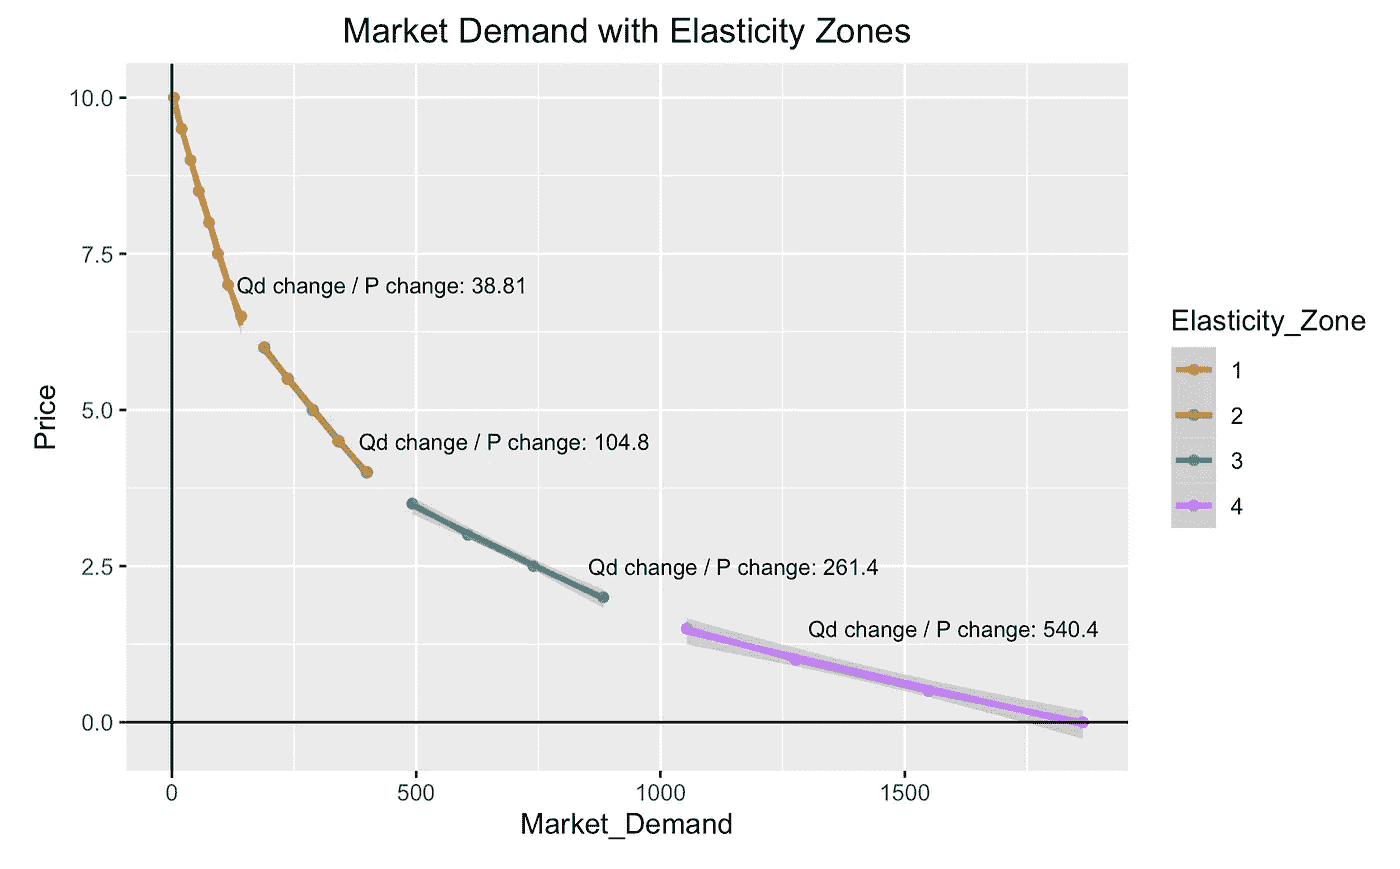 Market Demand with Elasticity Zones
10.0
7.5
5.0
2.5
0.0
Price
Qd change / P change: 38.81
Qd change / P change: 104.8
Qd change / P change: 261.4
Qd change / P change: 540.4
0
500
1000
1500
Market_Demand
Elasticity_Zone
1
2
3
4